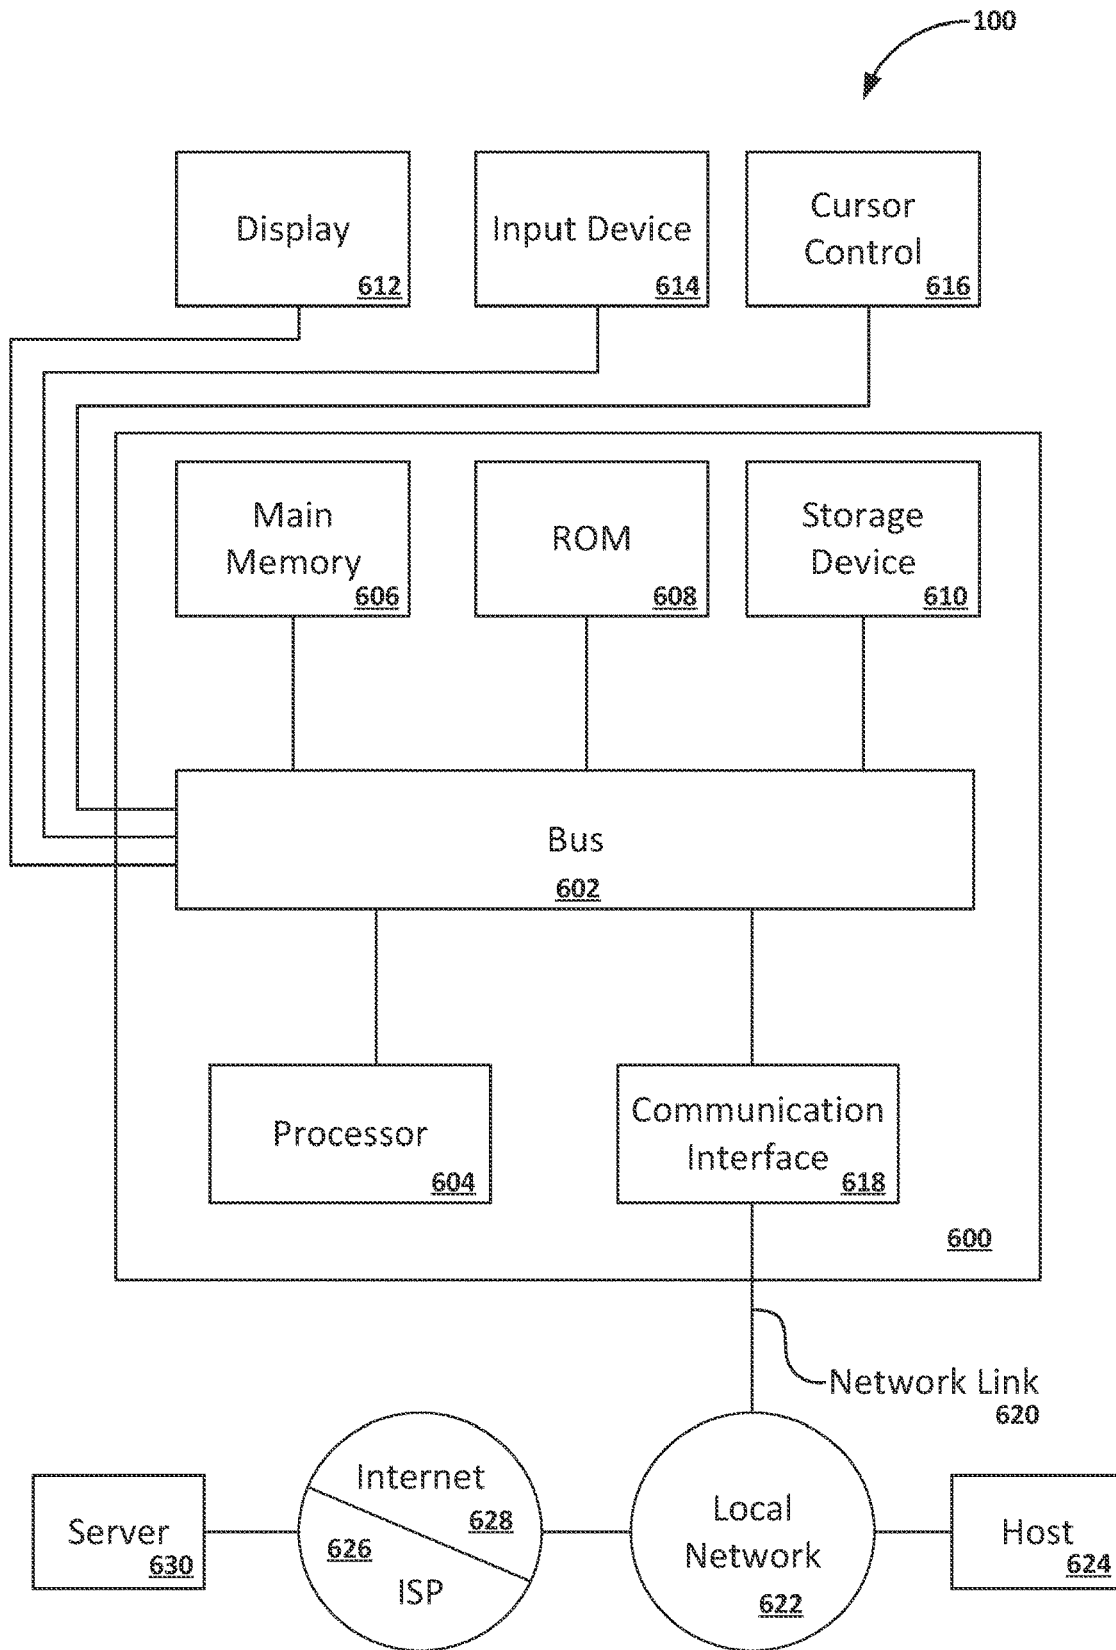 100
Display
612
Input Device
614
Cursor
Control
616
Main
Memory
606
ROM
608
Storage
Device
610
Bus
602
Processor
604
Communication
Interface
618
600
Network Link
620
Internet
628
626
ISP
Server
630
Local
Network
622
Host
624